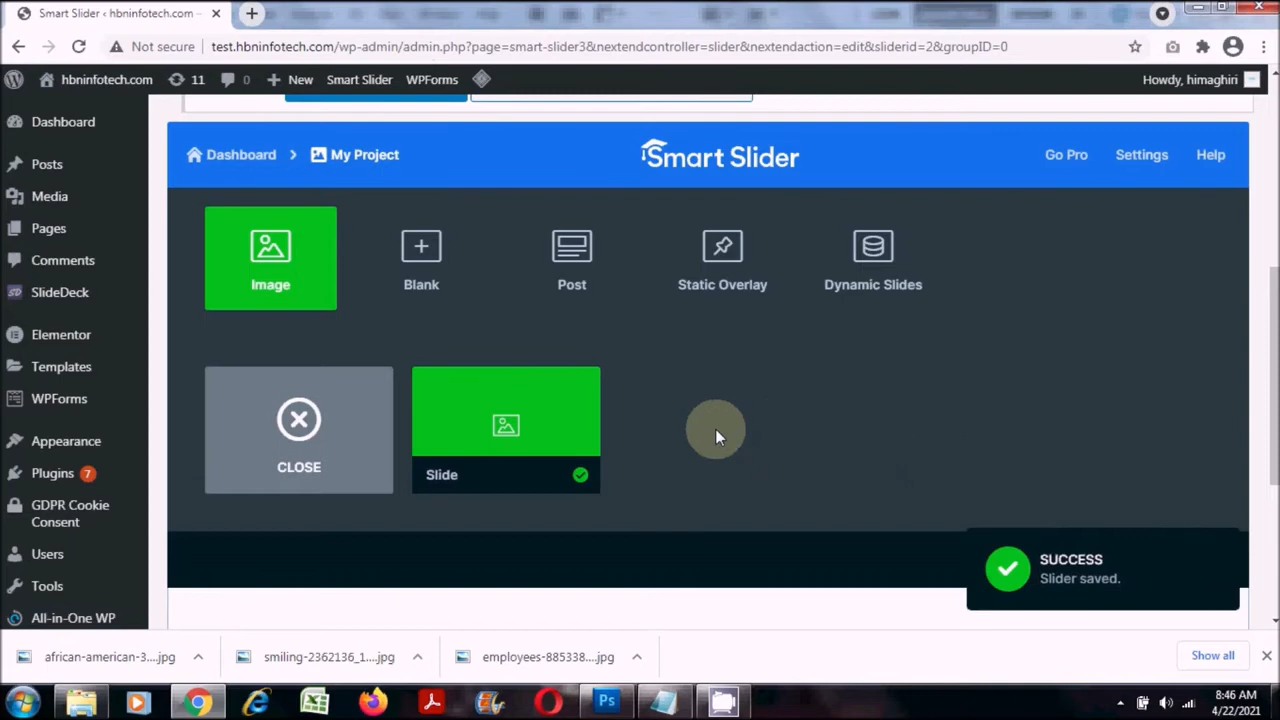 Smart Slider ‹ hbninfotech.com —
Not secure
test.hbninfotech.com/wp-admin/admin.php?page=smart-slider3&nextendcontroller=slider&nextendaction=edit&sliderid=2&groupID=0
hbninfotech.com
11
0
New
Smart Slider
WPForms
Howdy, himaghiri
Dashboard
Posts
Media
Pages
Comments
SlideDeck
Elementor
Templates
WPForms
Appearance
Plugins 7
GDPR Cookie
Consent
Users
Tools
All-in-One WP
Dashboard
My Project
Smart Slider
Go Pro
Settings
Help
Image
Blank
Post
Static Overlay
Dynamic Slides
CLOSE
Slide
SUCCESS
Slider saved.
african-american-3....jpg
smiling-2362136_1....jpg
employees-885338....jpg
Show all
Ps
8:46 AM
4/22/2021